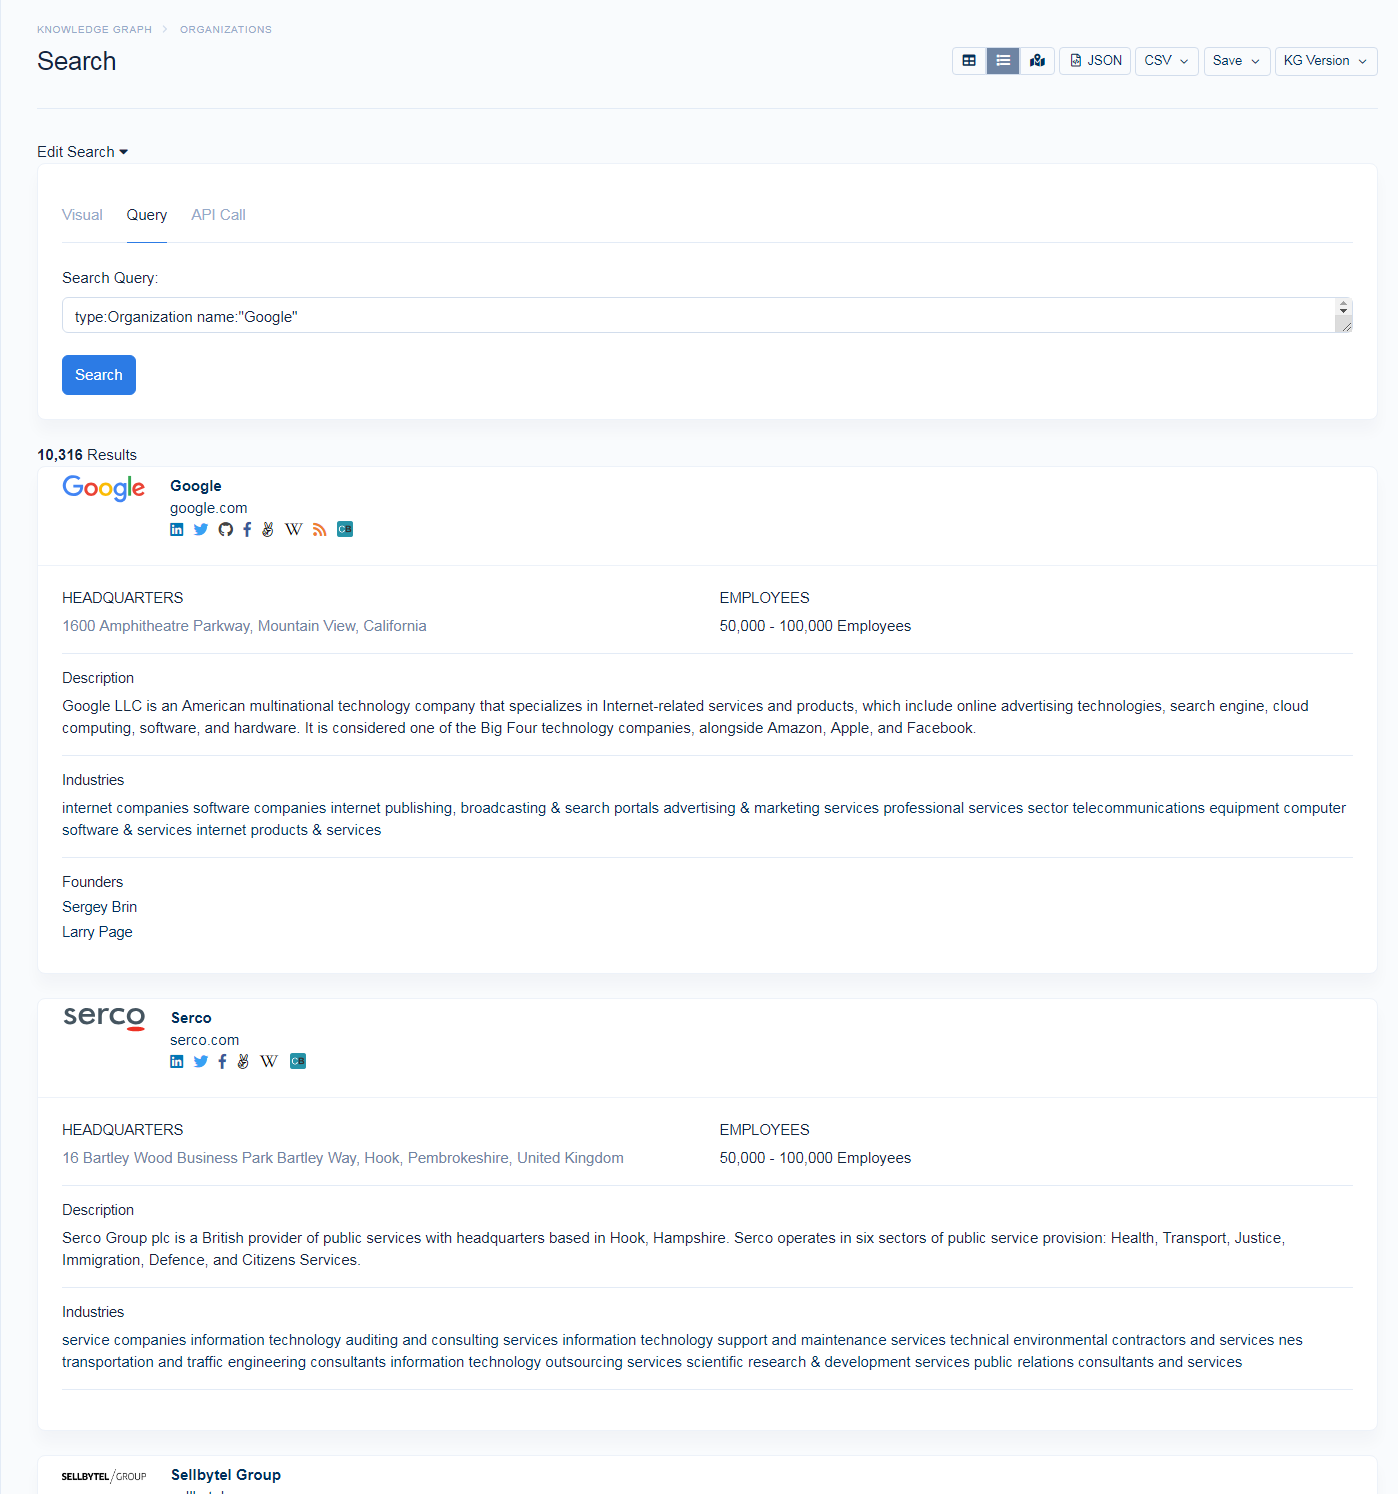 KNOWLEDGE GRAPH > ORGANIZATIONS
Search
JSON CSV Save KG Version
Edit Search
Visual Query API Call
Search Query:
type:Organization name:"Google"
Search
10,316 Results
Google Google
google.com
in f W CB
HEADQUARTERS EMPLOYEES
1600 Amphitheatre Parkway, Mountain View, California 50,000 - 100,000 Employees
Description
Google LLC is an American multinational technology company that specializes in Internet-related services and products, which include online advertising technologies, search engine, cloud
computing, software, and hardware. It is considered one of the Big Four technology companies, alongside Amazon, Apple, and Facebook.
Industries
internet companies software companies internet publishing, broadcasting & search portals advertising & marketing services professional services sector telecommunications equipment computer
software & services internet products & services
Founders
Sergey Brin
Larry Page
serco Serco
serco.com
in f W CB
HEADQUARTERS EMPLOYEES
16 Bartley Wood Business Park Bartley Way, Hook, Pembrokeshire, United Kingdom 50,000 - 100,000 Employees
Description
Serco Group plc is a British provider of public services with headquarters based in Hook, Hampshire. Serco operates in six sectors of public service provision: Health, Transport, Justice,
Immigration, Defence, and Citizens Services.
Industries
service companies information technology auditing and consulting services information technology support and maintenance services technical environmental contractors and services nes
transportation and traffic engineering consultants information technology outsourcing services scientific research & development services public relations consultants and services
SELLBYTEL/GROUP Sellbytel Group